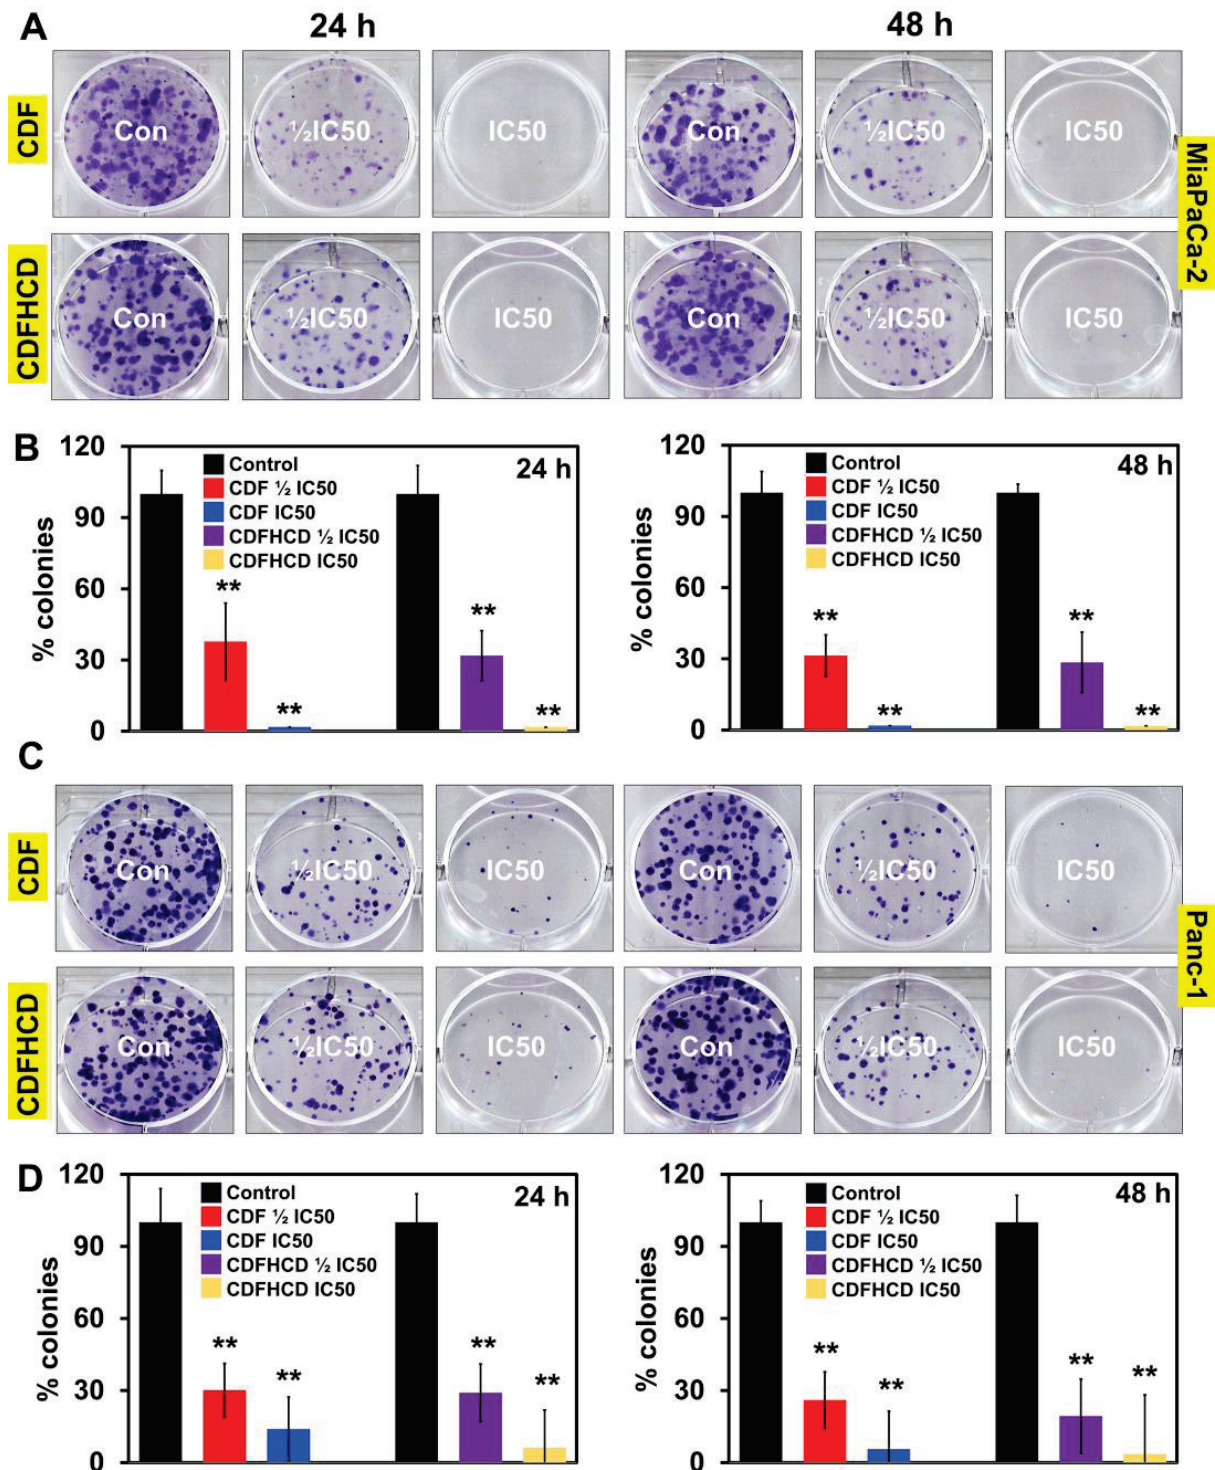 A
24 h
48 h
CDF
Con
½IC50
IC50
Con
½IC50
IC50
MiaPaCa-2
CDFHCD
Con
½IC50
IC50
Con
½IC50
IC50
B
% colonies
120
90
60
30
0
Control
CDF ½ IC50
CDF IC50
CDFHCD ½ IC50
CDFHCD IC50
24 h
**
**
**
**
% colonies
120
90
60
30
0
Control
CDF ½ IC50
CDF IC50
CDFHCD ½ IC50
CDFHCD IC50
48 h
**
**
**
**
C
CDF
Con
½IC50
IC50
Con
½IC50
IC50
Panc-1
CDFHCD
Con
½IC50
IC50
Con
½IC50
IC50
D
% colonies
120
90
60
30
0
Control
CDF ½ IC50
CDF IC50
CDFHCD ½ IC50
CDFHCD IC50
24 h
**
**
**
**
% colonies
120
90
60
30
0
Control
CDF ½ IC50
CDF IC50
CDFHCD ½ IC50
CDFHCD IC50
48 h
**
**
**
**